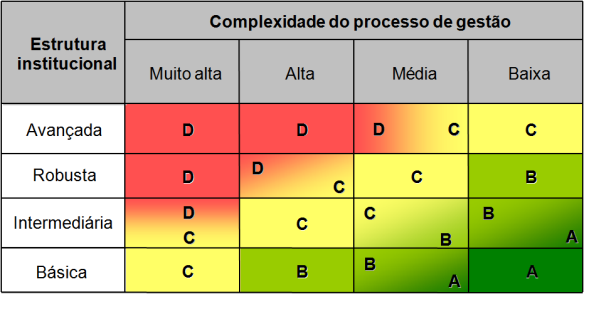 Estrutura institucional
Complexidade do processo de gestão
Muito alta Alta Média Baixa
Avançada D D D C C
Robusta D D C C B
Intermediária D C C C B B A
Básica C B B A A